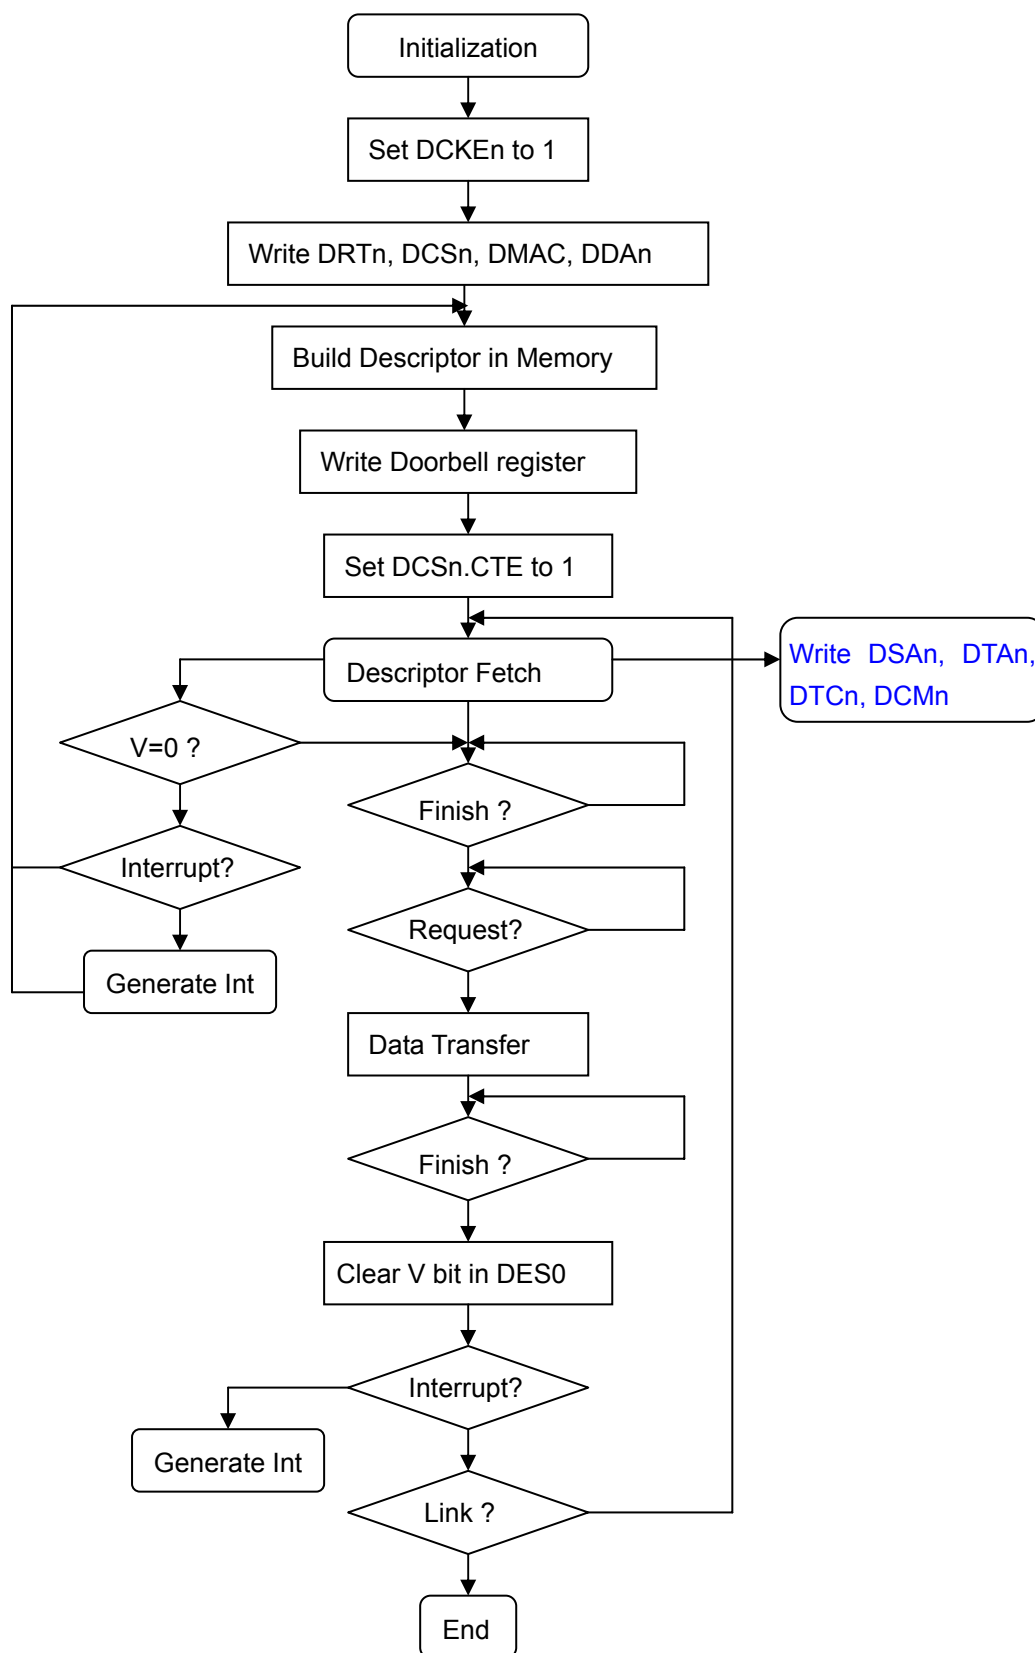 Initialization
Set DCKEn to 1
Write DRTn, DCSn, DMAC, DDAn
Build Descriptor in Memory
Write Doorbell register
Set DCSn.CTE to 1
Descriptor Fetch
Write DSAn, DTAn,
DTCn, DCMn
V=0 ?
Finish ?
Interrupt?
Request?
Generate Int
Data Transfer
Finish ?
Clear V bit in DES0
Interrupt?
Generate Int
Link ?
End